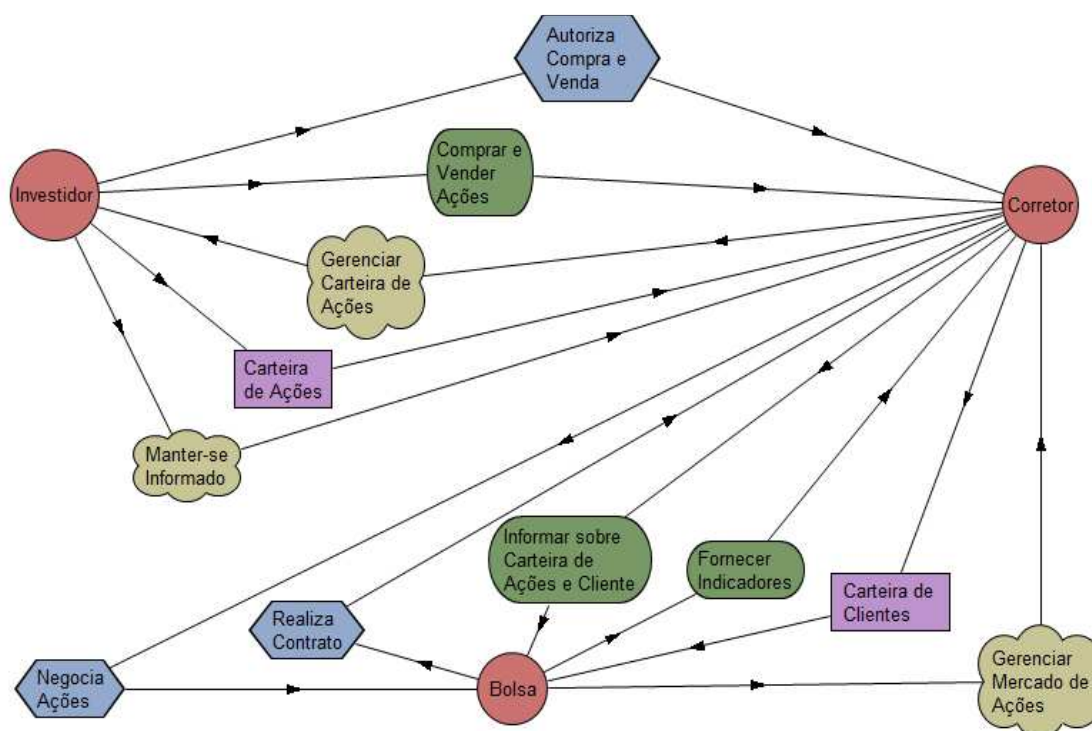 Autoriza
Compra e
Venda
Comprar e
Vender
Ações
Investidor
Corretor
Gerenciar
Carteira de
Ações
Carteira
de Ações
Manter-se
Informado
Informar sobre
Carteira de
Ações e Cliente
Fornecer
Indicadores
Carteira de
Clientes
Realiza
Contrato
Negocia
Ações
Bolsa
Gerenciar
Mercado de
Ações